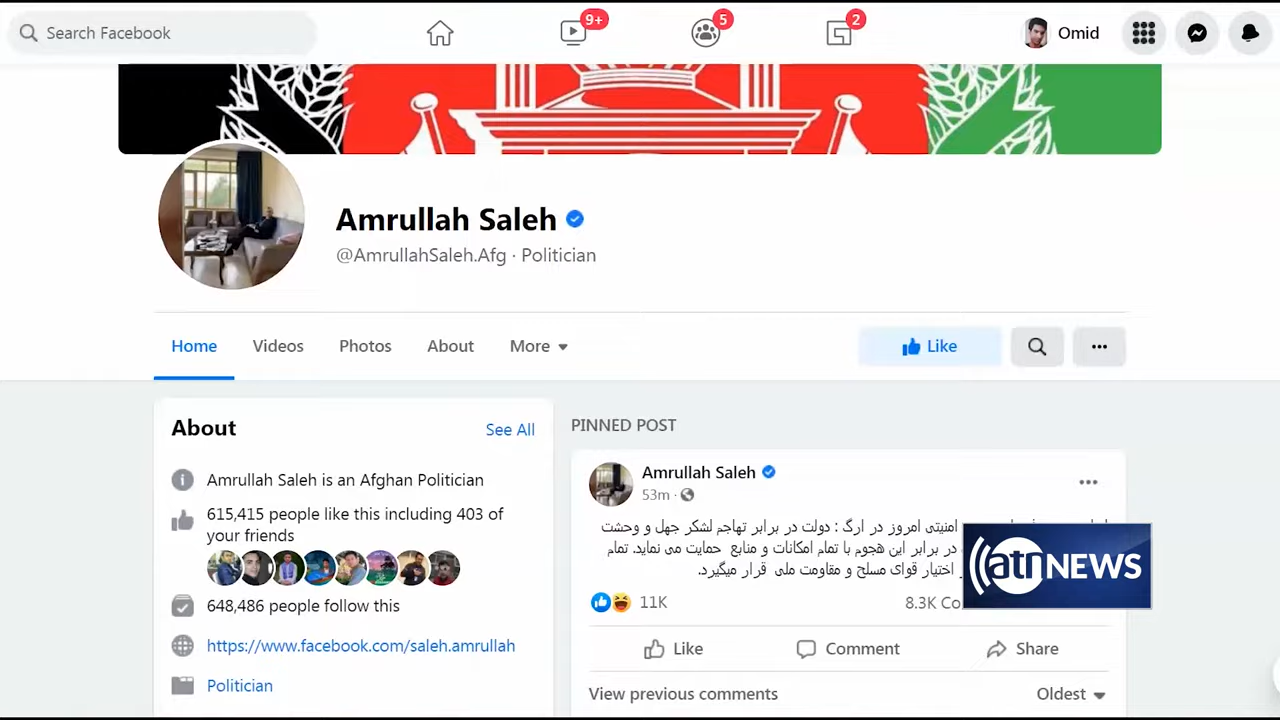 Search Facebook
9+
5
2
Omid
Amrullah Saleh
@AmrullahSaleh.Afg · Politician
Home
Videos
Photos
About
More
Like
About
See All
Amrullah Saleh is an Afghan Politician
615,415 people like this including 403 of
your friends
648,486 people follow this
https://www.facebook.com/saleh.amrullah
Politician
PINNED POST
Amrullah Saleh
53m
امنیتی امروز در ارگ : دولت در برابر تهاجم لشکر جهل و وحشت
در برابر این هجوم با تمام امکانات و منابع حمایت می نماید. تمام
اختیار قوای مسلح و مقاومت ملی قرار میگیرد.
atn NEWS
11K
8.3K
Like
Comment
Share
View previous comments
Oldest